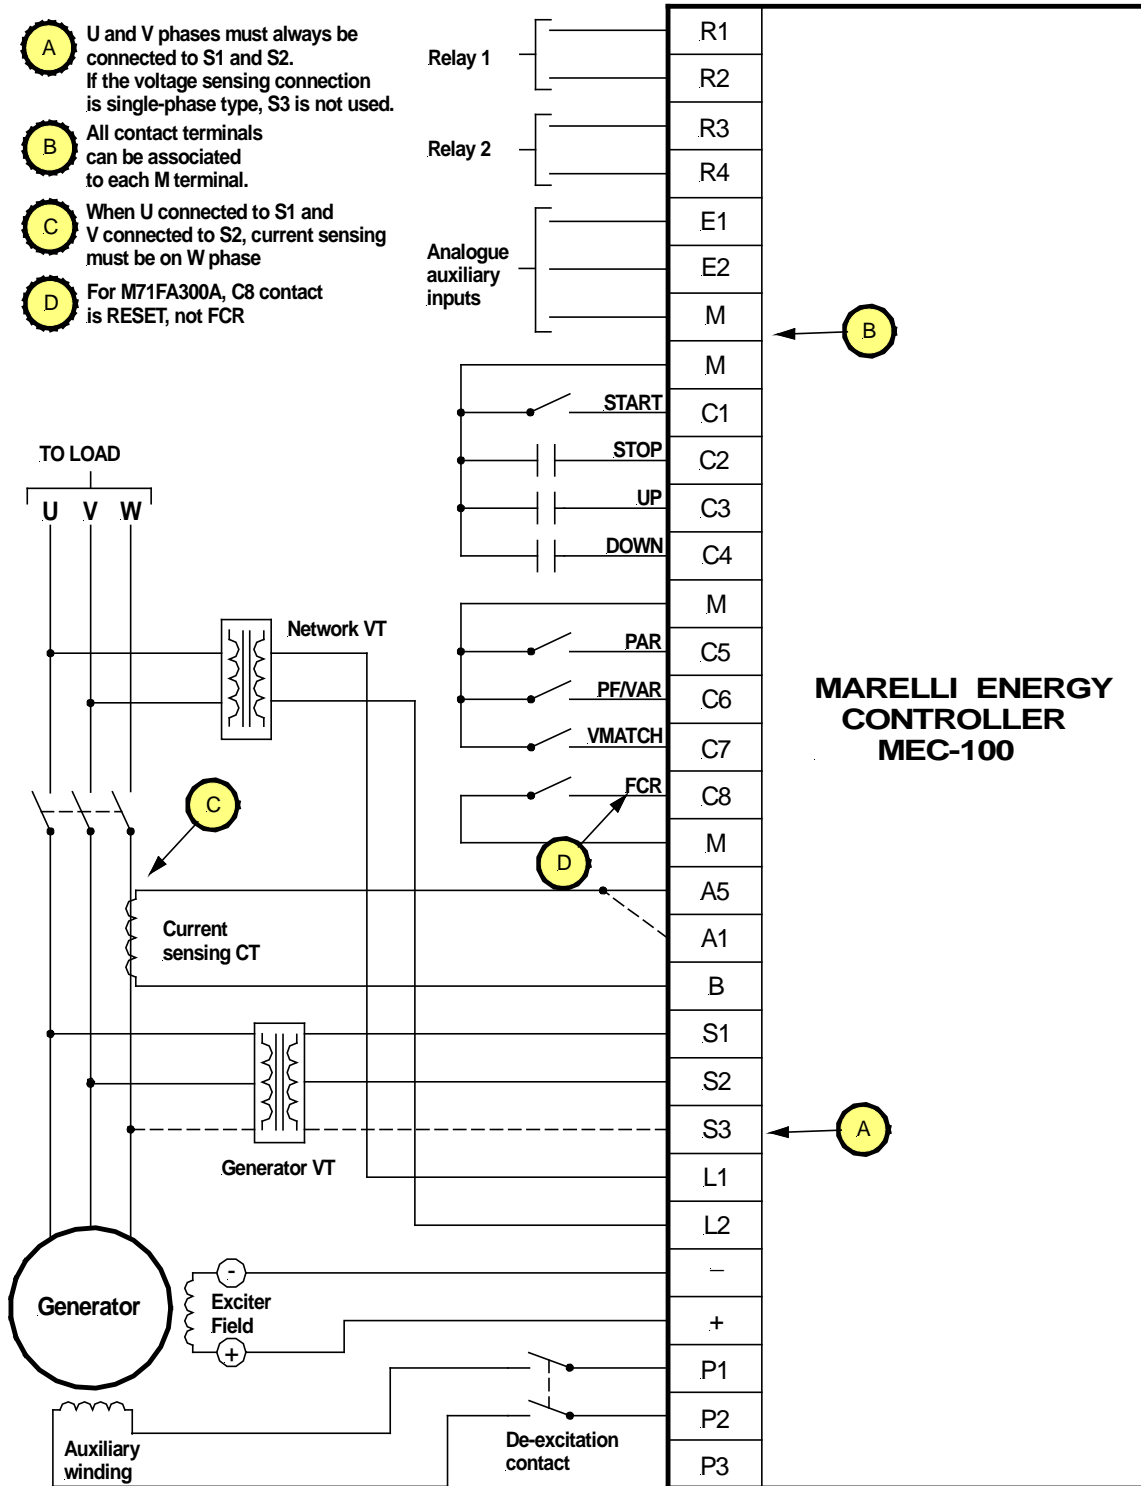 A
U and V phases must always be
connected to S1 and S2.
If the voltage sensing connection
is single-phase type, S3 is not used.
B
All contact terminals
can be associated
to each M terminal.
C
When U connected to S1 and
V connected to S2, current sensing
must be on W phase
D
For M71FA300A, C8 contact
is RESET, not FCR
Relay 1
R1
R2
Relay 2
R3
R4
Analogue
auxiliary
inputs
E1
E2
M
B
M
START
C1
STOP
C2
UP
C3
DOWN
C4
M
PAR
C5
PF/VAR
C6
VMATCH
C7
FCR
C8
D
M
A5
A1
B
S1
S2
S3
A
L1
L2
–
+
P1
P2
P3
MARELLI ENERGY
CONTROLLER
MEC-100
TO LOAD
U V W
Network VT
C
Current
sensing CT
Generator VT
Generator
-
Exciter
Field
+
Auxiliary
winding
De-excitation
contact